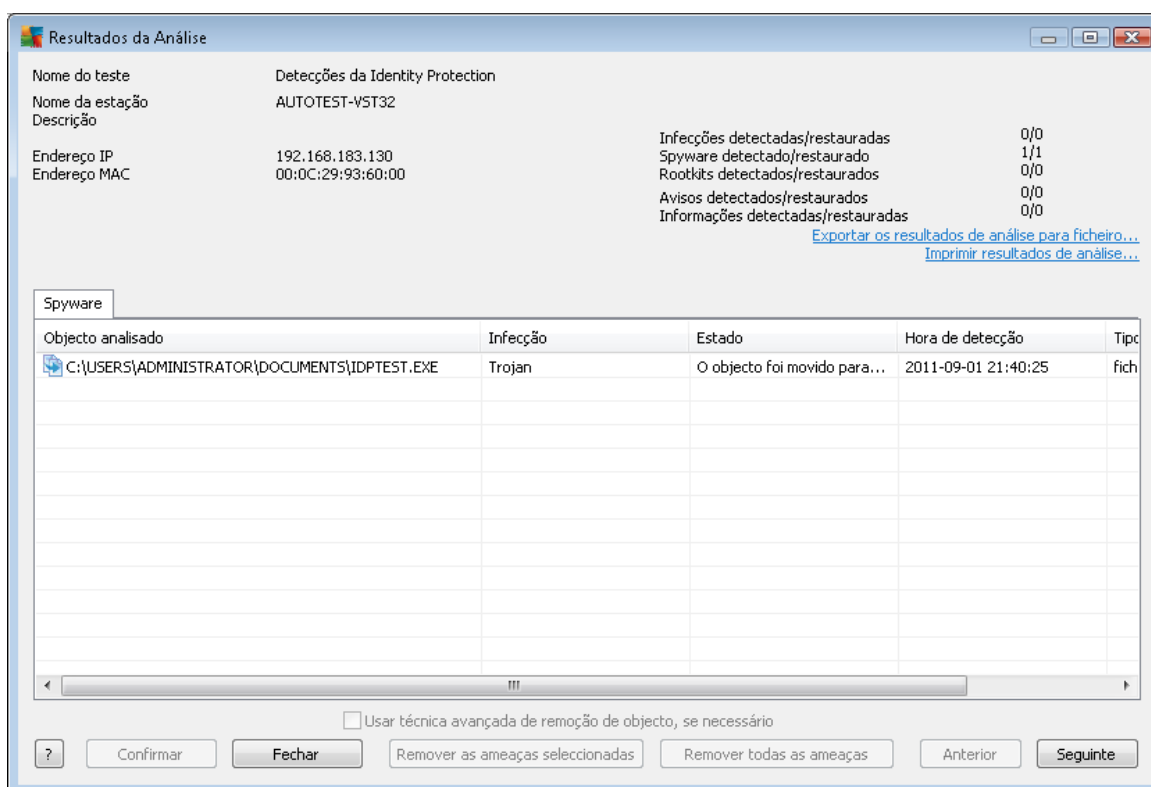 Resultados da Análise
Nome do teste Detecções da Identity Protection
Nome da estação AUTOTEST-VST32
Descrição
Endereço IP 192.168.183.130
Endereço MAC 00:0C:29:93:60:00
Infecções detectadas/restauradas 0/0
Spyware detectado/restaurado 1/1
Rootkits detectados/restaurados 0/0
Avisos detectados/restaurados 0/0
Informações detectadas/restauradas 0/0
Exportar os resultados de análise para ficheiro...
Imprimir resultados de análise...
Spyware
Objecto analisado Infecção Estado Hora de detecção Tipo
C:\USERS\ADMINISTRATOR\DOCUMENTS\IDPTEST.EXE Trojan O objecto foi movido para... 2011-09-01 21:40:25 fich
Usar técnica avançada de remoção de objecto, se necessário
? Confirmar Fechar Remover as ameaças seleccionadas Remover todas as ameaças Anterior Seguinte